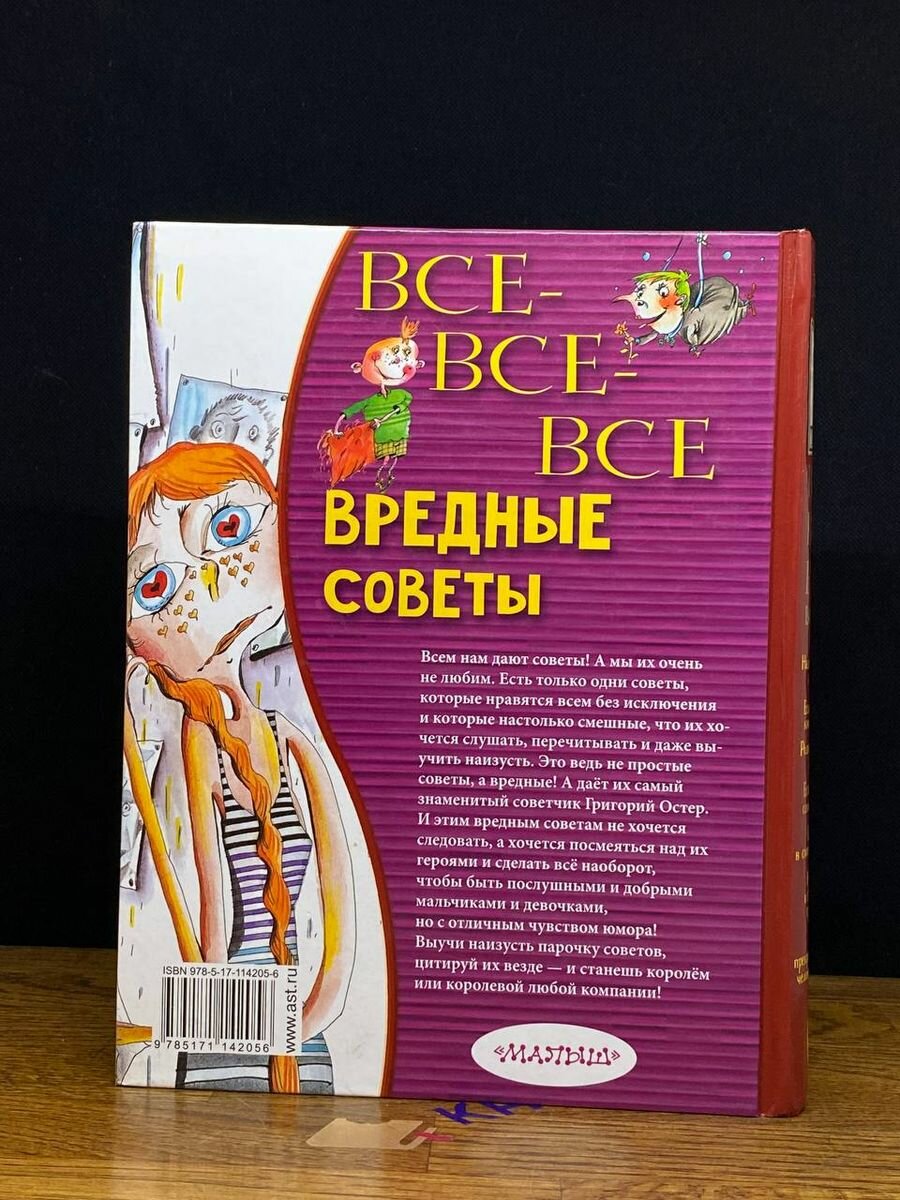 ВСЕ-
ВСЕ-
ВСЕ
ВРЕДНЫЕ
СОВЕТЫ
Всем нам дают советы! А мы их очень
не любим. Есть только одни советы,
которые нравятся всем без исключения
и которые настолько смешные, что их хо-
чется слушать, перечитывать и даже вы-
учить наизусть. Это ведь не простые
советы, а вредные! А даёт их самый
знаменитый советчик Григорий Остер.
И этим вредным советам не хочется
следовать, а хочется посмеяться над их
героями и сделать всё наоборот,
чтобы быть послушными и добрыми
мальчиками и девочками,
но с отличным чувством юмора!
Выучи наизусть парочку советов,
цитируй их везде — и станешь королём
или королевой любой компании!
«МАЛЫШ»
ISBN 978-5-17-114205-6
9 785171 142056
www.ast.ru